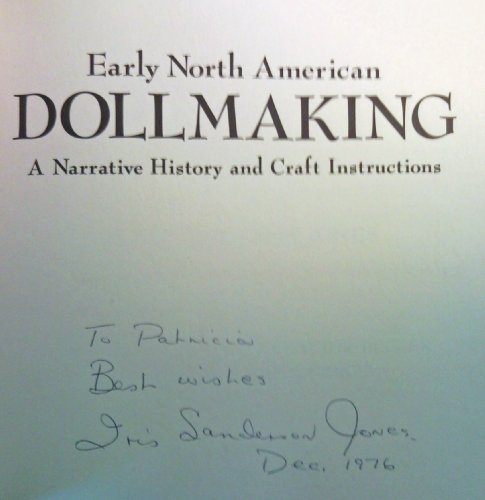 Early North American
DOLLMAKING
A Narrative History and Craft Instructions
To Patricia
Best wishes
Iris Sanderson Jones.
Dec. 1976